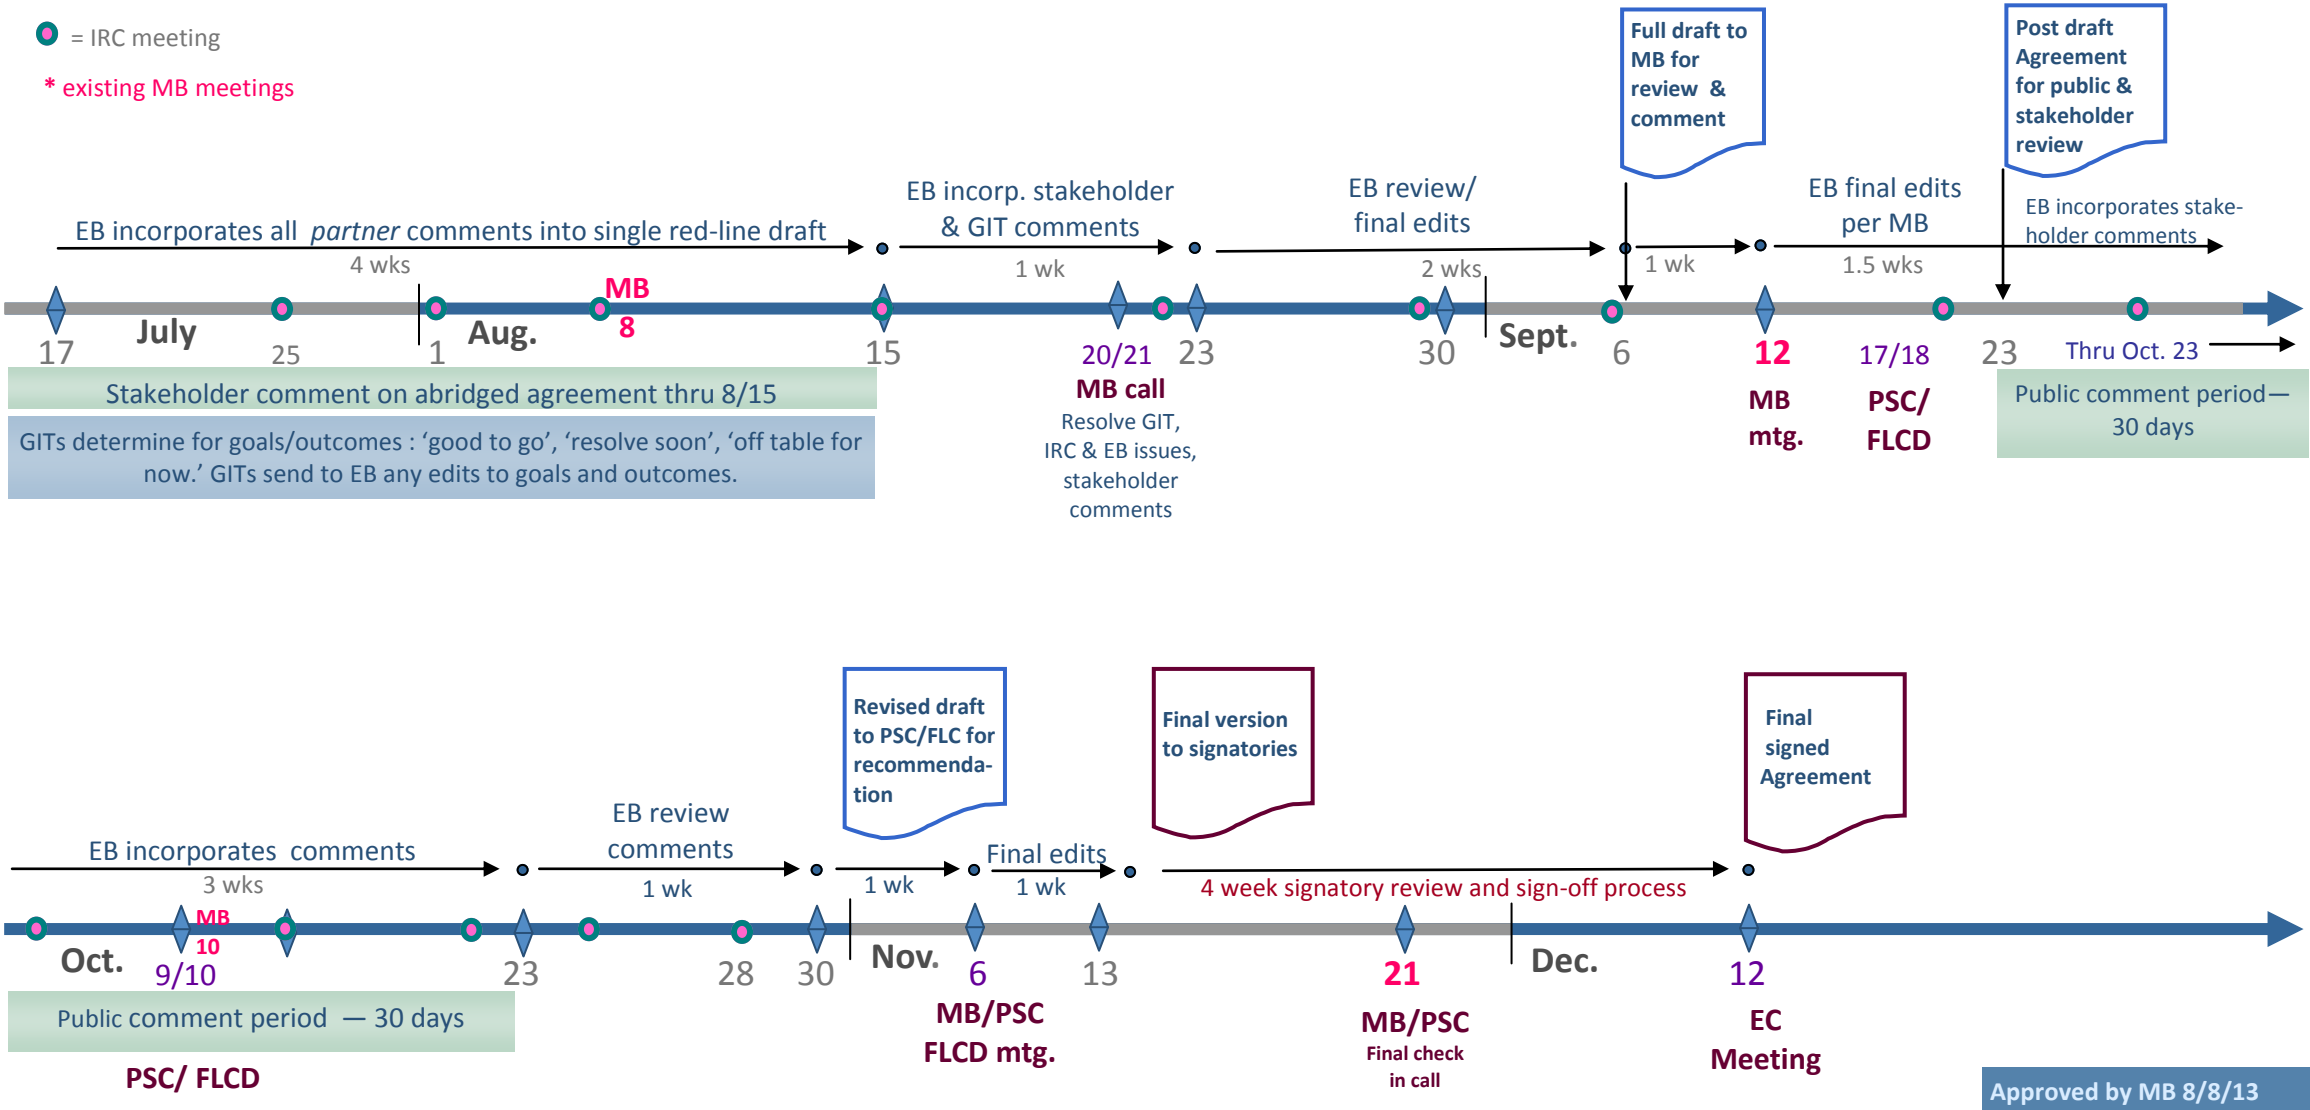 = IRC meeting
* existing MB meetings
Full draft to
MB for
review & 
comment
Post draft
Agreement
for public &
stakeholder
review
EB incorporates all partner comments into single red-line draft
4 wks
EB incorp. stakeholder
& GIT comments
1 wk
EB review/
final edits
2 wks
1 wk
EB final edits
per MB
1.5 wks
EB incorporates stake-
holder comments
MB
8
July
Aug.
Sept.
17
25
1
15
20/21
23
30
6
12
17/18
23
Thru Oct. 23
MB call
Resolve GIT,
IRC & EB issues,
stakeholder
comments
MB
mtg.
PSC/
FLCD
Stakeholder comment on abridged agreement thru 8/15
GITs determine for goals/outcomes : ‘good to go’, ‘resolve soon’, ‘off table for
now.’ GITs send to EB any edits to goals and outcomes.
Public comment period—
30 days
Revised draft
to PSC/FLC for
recommenda-
tion
Final version
to signatories
Final
signed
Agreement
EB incorporates comments
3 wks
EB review
comments
1 wk
1 wk
Final edits
1 wk
4 week signatory review and sign-off process
MB
10
Oct.
Nov.
Dec.
9/10
23
28
30
6
13
21
12
Public comment period — 30 days
PSC/ FLCD
MB/PSC
FLCD mtg.
MB/PSC
Final check
in call
EC
Meeting
Approved by MB 8/8/13